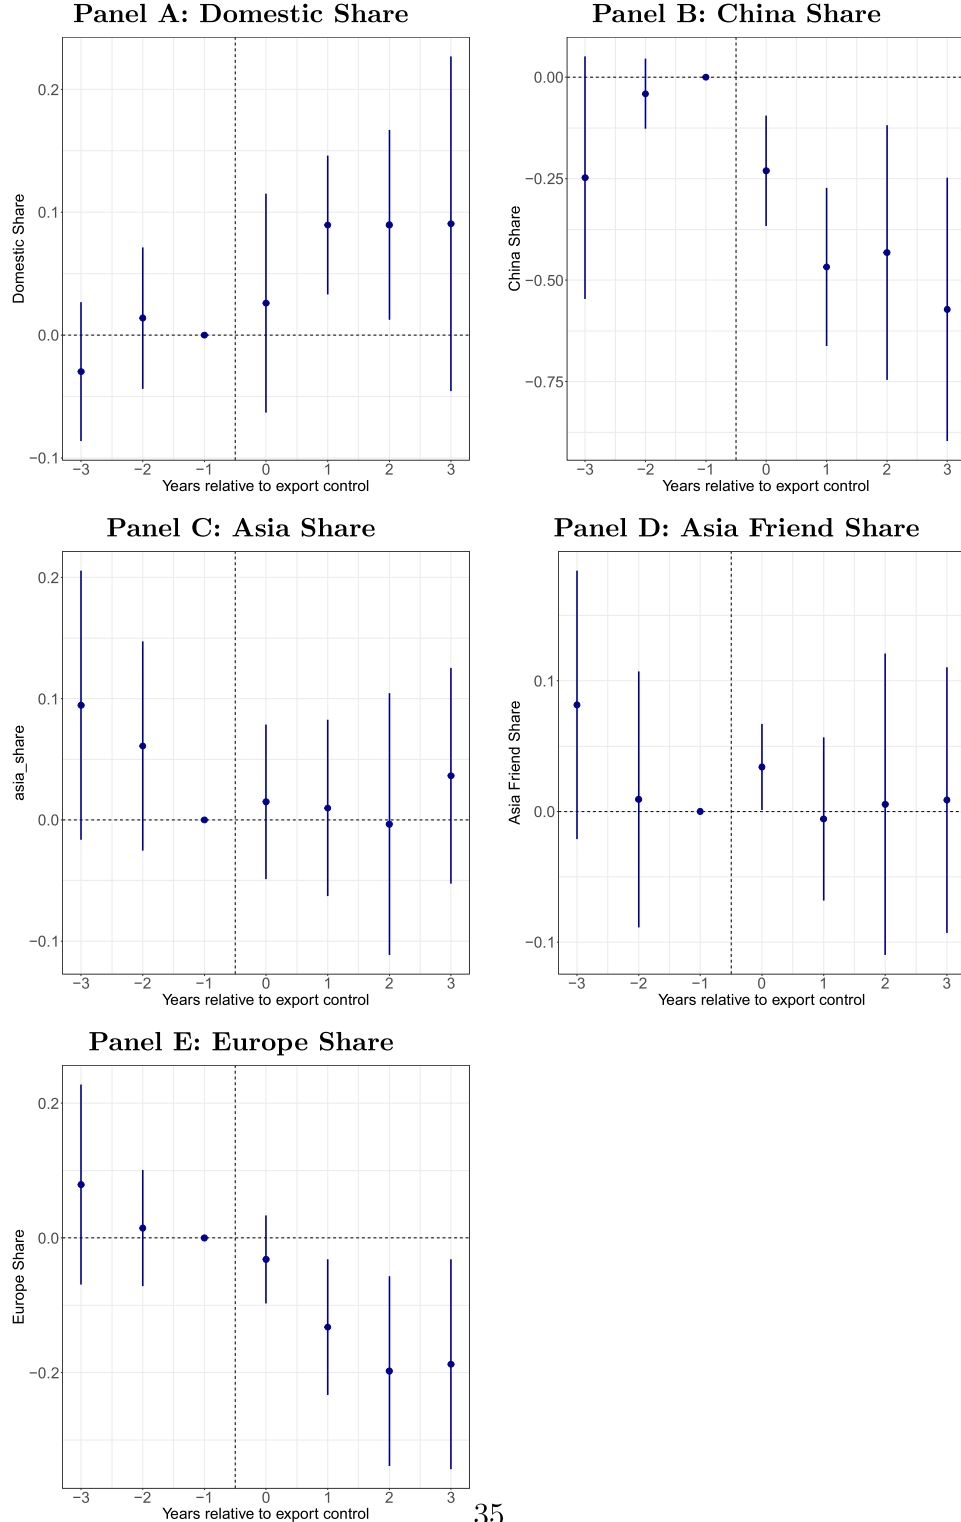 Panel A: Domestic Share
Domestic Share
0.2
0.1
0.0
−0.1
−3 −2 −1 0 1 2 3
Years relative to export control
Panel B: China Share
China Share
0.00
−0.25
−0.50
−0.75
−3 −2 −1 0 1 2 3
Years relative to export control
Panel C: Asia Share
asia_share
0.2
0.1
0.0
−0.1
−3 −2 −1 0 1 2 3
Years relative to export control
Panel D: Asia Friend Share
Asia Friend Share
0.1
0.0
−0.1
−3 −2 −1 0 1 2 3
Years relative to export control
Panel E: Europe Share
Europe Share
0.2
0.0
−0.2
−3 −2 −1 0 1 2 3
Years relative to export control
35